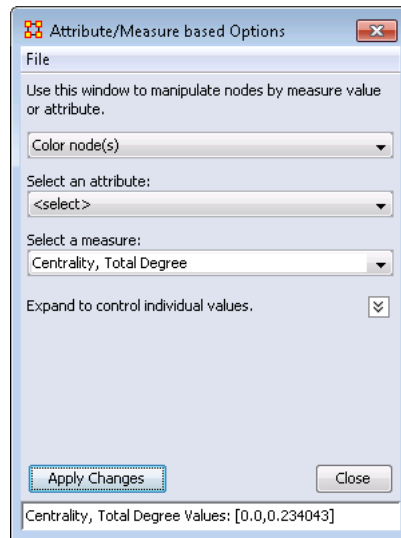 Attribute/Measure based Options
File
Use this window to manipulate nodes by measure value
or attribute.
Color node(s)
Select an attribute:
<select>
Select a measure:
Centrality, Total Degree
Expand to control individual values.
Apply Changes
Close
Centrality, Total Degree Values: [0.0,0.234043]